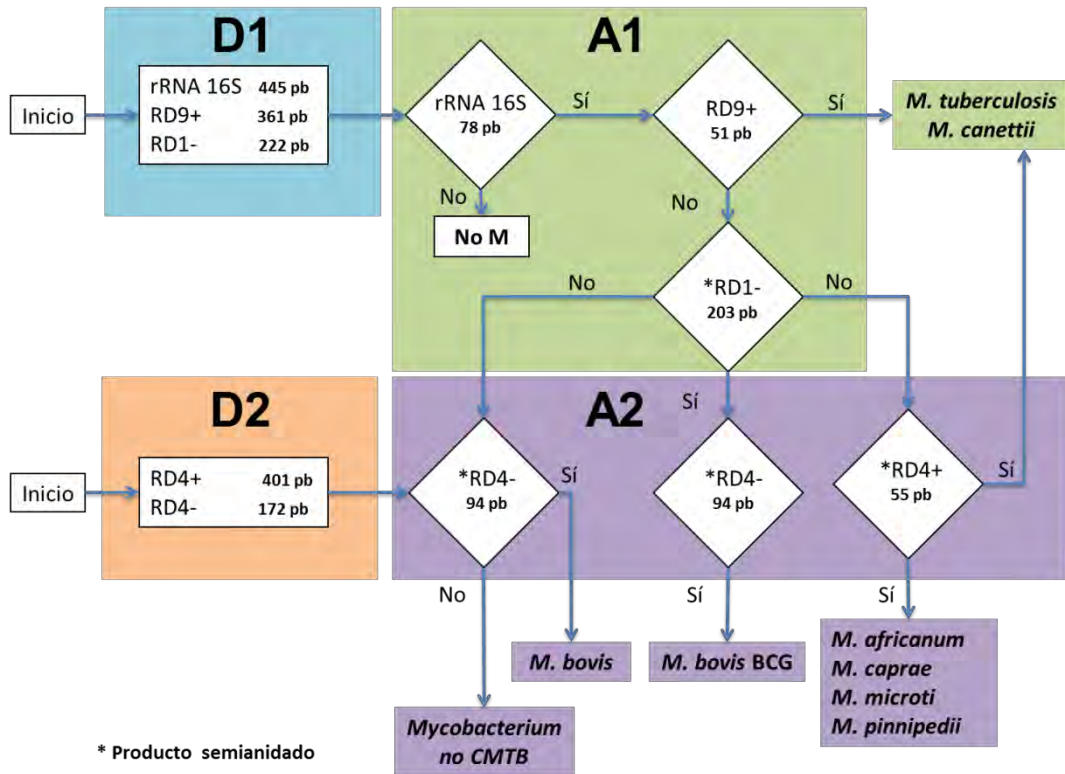 D1
A1
Inicio
rRNA 16S 445 pb
RD9+ 361 pb
RD1- 222 pb
rRNA 16S
78 pb
Sí
RD9+
51 pb
Sí
M. tuberculosis
M. canettii
No
No M
No
No
*RD1-
203 pb
No
D2
A2
Sí
Inicio
RD4+ 401 pb
RD4- 172 pb
*RD4-
94 pb
Sí
*RD4-
94 pb
*RD4+
55 pb
Sí
No
Sí
Sí
M. bovis
M. bovis BCG
M. africanum
M. caprae
M. microti
M. pinnipedii
Mycobacterium
no CMTB
* Producto semianidado